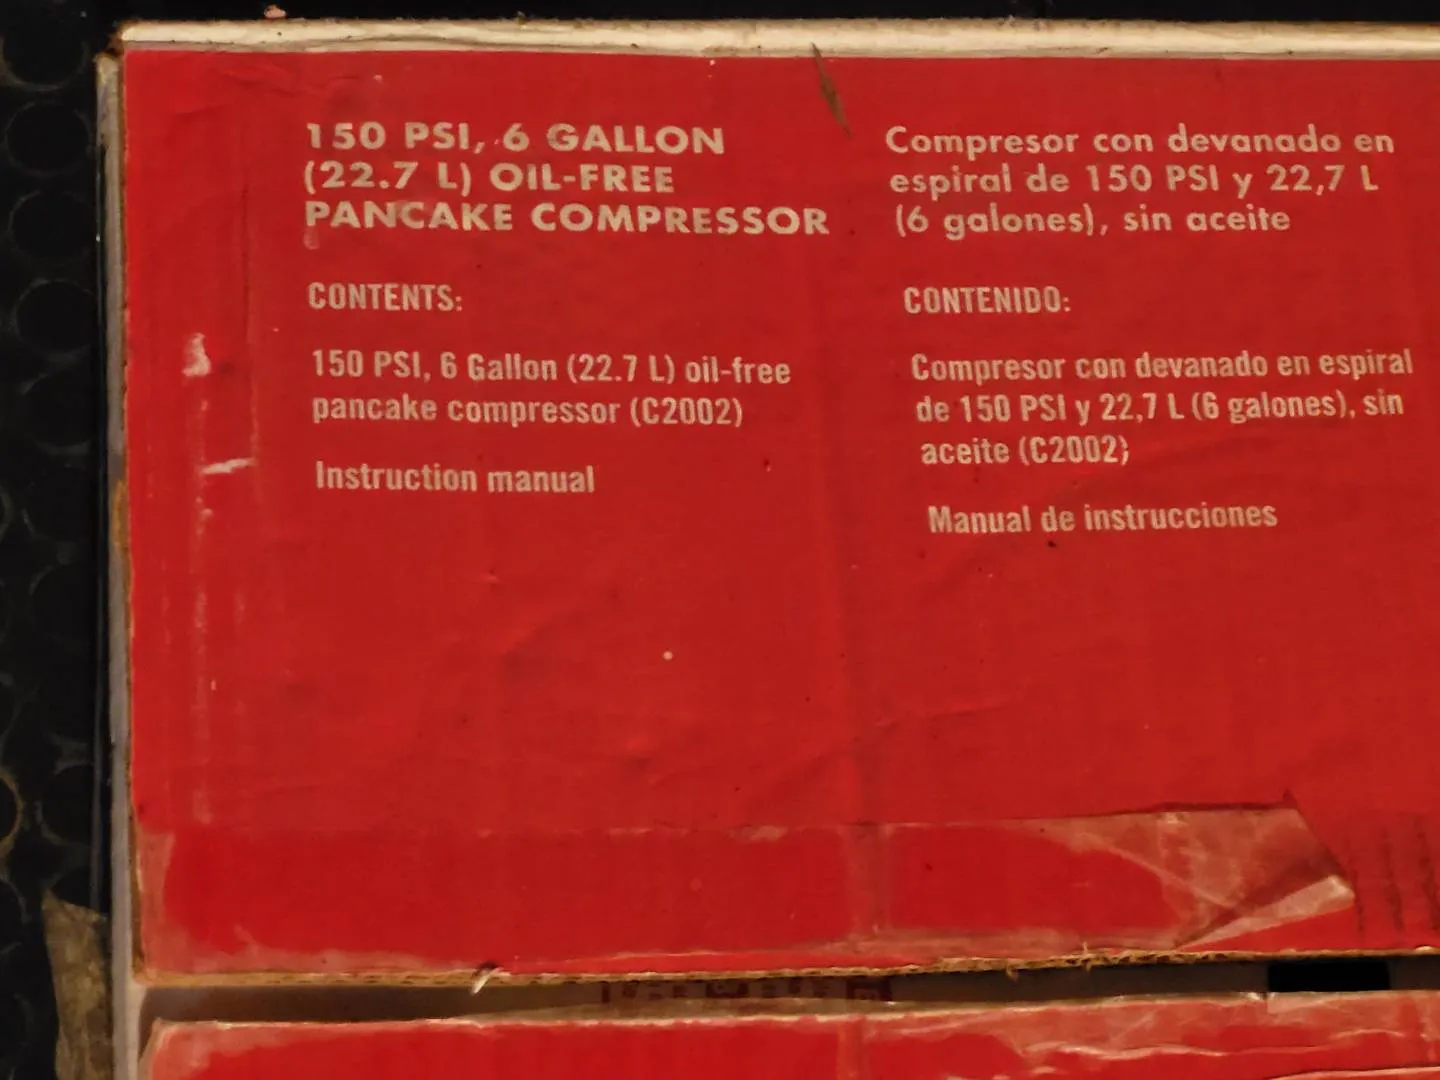 150 PSI, 6 GALLON
(22.7 L) OIL-FREE
PANCAKE COMPRESSOR
CONTENTS:
150 PSI, 6 Gallon (22.7 L) oil-free
pancake compressor (C2002)
Instruction manual
Compresor con devanado en
espiral de 150 PSI y 22,7 L
(6 galones), sin aceite
CONTENIDO:
Compresor con devanado en espiral
de 150 PSI y 22,7 L (6 galones), sin
aceite (C2002)
Manual de instrucciones